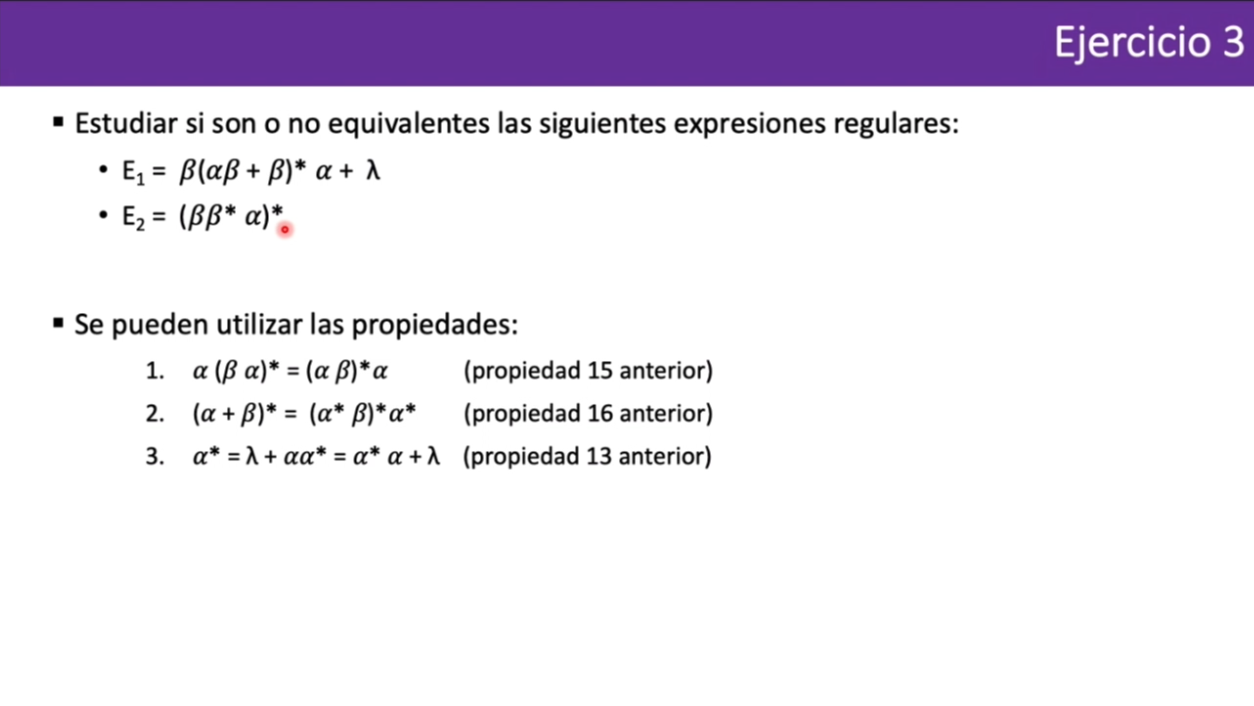 Ejercicio 3
▪ Estudiar si son o no equivalentes las siguientes expresiones regulares:
• E₁ = β(αβ + β)* α + λ
• E₂ = (ββ* α)*
▪ Se pueden utilizar las propiedades:
1. α (β α)* = (α β)*α (propiedad 15 anterior)
2. (α + β)* = (α* β)*α* (propiedad 16 anterior)
3. α* = λ + αα* = α* α + λ (propiedad 13 anterior)